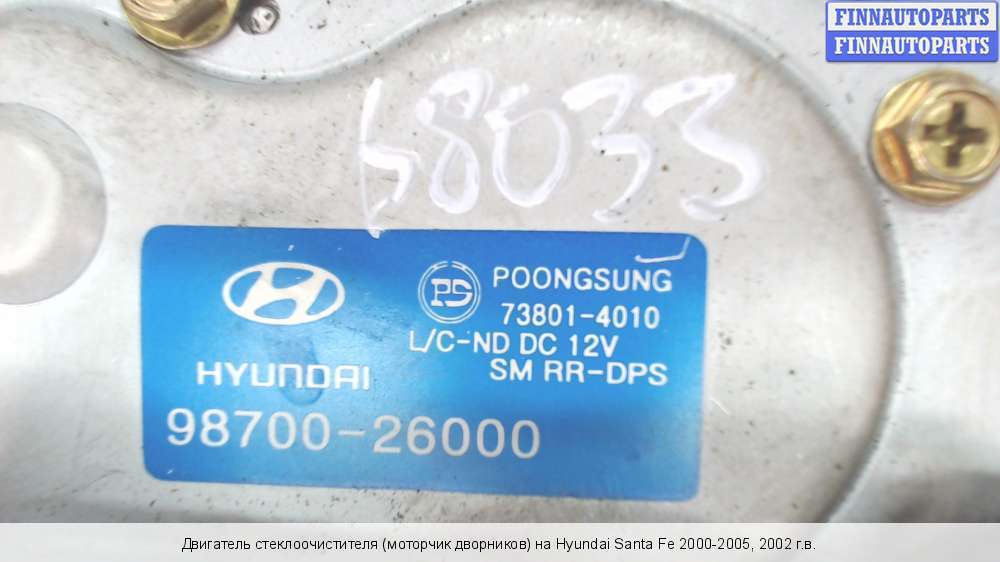 FINNAUTOPARTS
FINNAUTOPARTS
68033
PS POONGSUNG
73801-4010
L/C-ND DC 12V
HYUNDAI SM RR-DPS
98700-26000
Двигатель стеклоочистителя (моторчик дворников) на Hyundai Santa Fe 2000-2005, 2002 г.в.